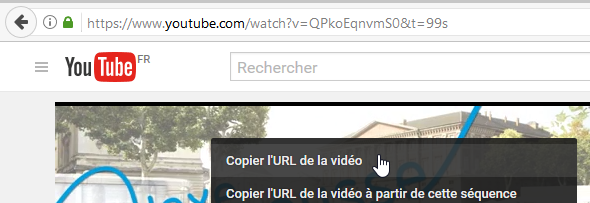 https://www.youtube.com/watch?v=QPkoEqnvmS0&t=99s
YouTube FR
Rechercher
Copier l'URL de la vidéo
Copier l'URL de la vidéo à partir de cette séquence